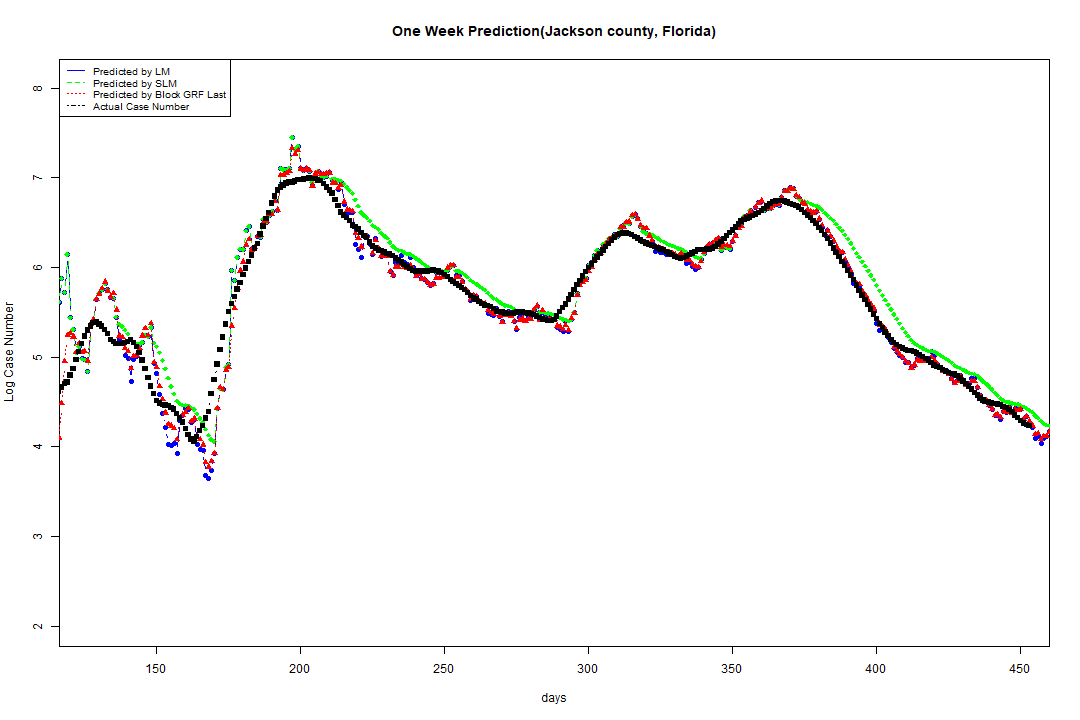 One Week Prediction(Jackson county, Florida)
Predicted by LM
Predicted by SLM
Predicted by Block GRF Last
Actual Case Number
8
7
6
5
4
3
2
Log Case Number
150 200 250 300 350 400 450
days